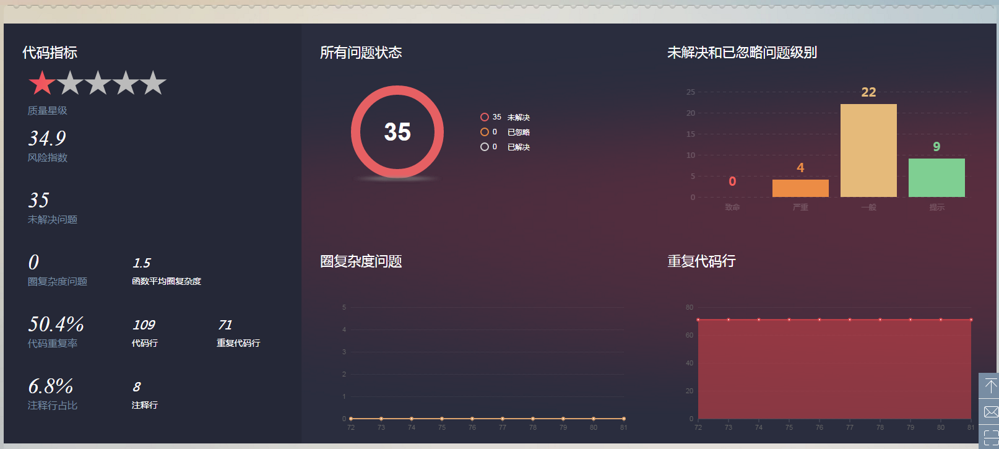 代码指标
质量星级
34.9
风险指数
35
未解决问题
0
1.5
圈复杂度问题
函数平均圈复杂度
50.4%
109
71
代码重复率
代码行
重复代码行
6.8%
8
注释行占比
注释行
所有问题状态
35
35 未解决
0 已忽略
0 已解决
未解决和已忽略问题级别
25
20
15
10
5
0
0
4
22
9
致命 严重 一般 提示
圈复杂度问题
5
4
3
2
1
0
72 73 74 75 76 77 78 79 80 81
重复代码行
80
60
40
20
0
72 73 74 75 76 77 78 79 80 81